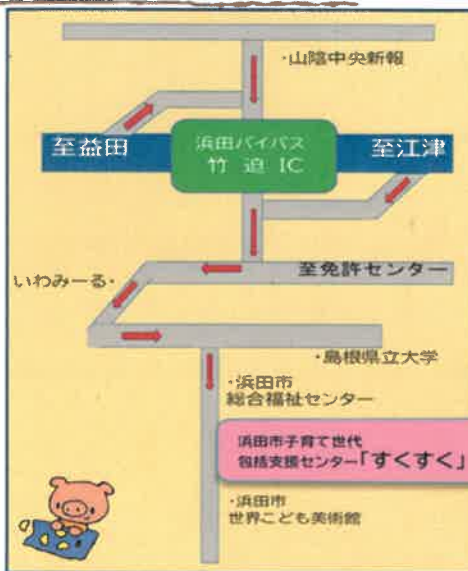 ・山陰中央新報
至益田
浜田バイパス
竹迫 IC
至江津
至免許センター
いわみーる・
・島根県立大学
・浜田市
総合福祉センター
浜田市子育て世代
包括支援センター「すくすく」
・浜田市
世界こども美術館